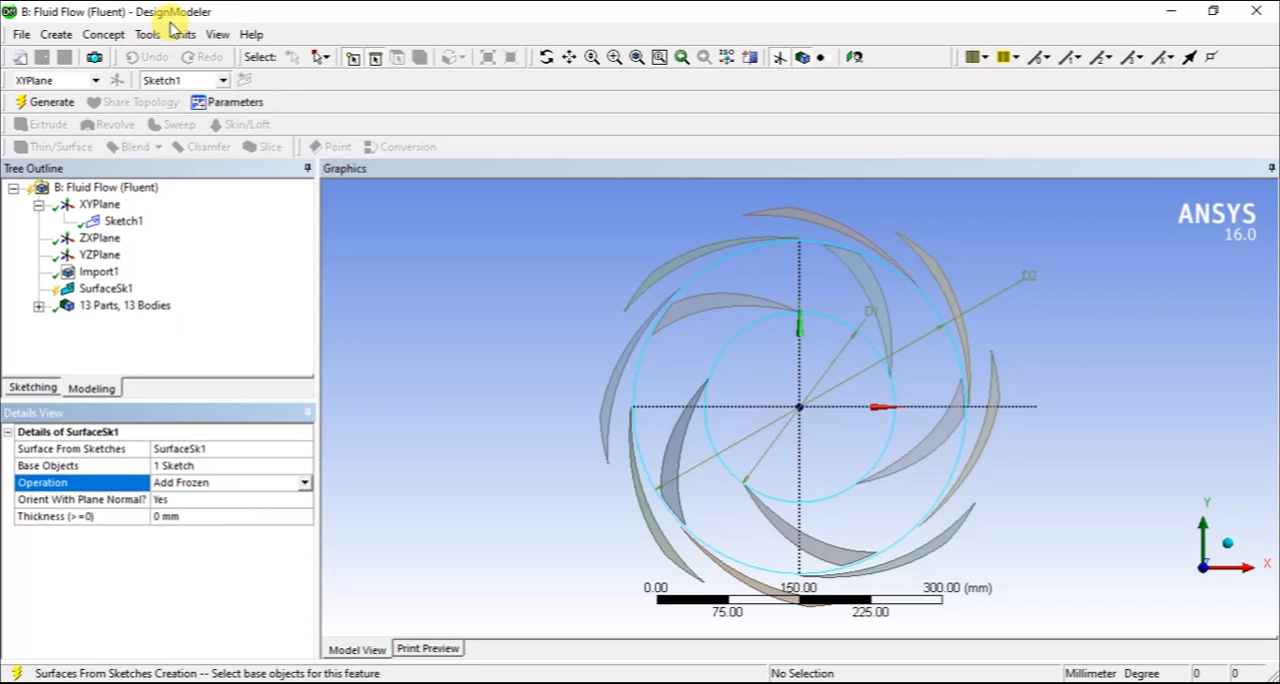 B: Fluid Flow (Fluent) - DesignModeler
File Create Concept Tools Units View Help
Undo Redo Select:
XYPlane Sketch1
Generate Share Topology Parameters
Extrude Revolve Sweep Skin/Loft
Thin/Surface Blend Chamfer Slice Point Conversion
Tree Outline
B: Fluid Flow (Fluent)
XYPlane
Sketch1
ZXPlane
YZPlane
Import1
SurfaceSk1
13 Parts, 13 Bodies
Sketching Modeling
Details View
Details of SurfaceSk1
Surface From Sketches SurfaceSk1
Base Objects 1 Sketch
Operation Add Frozen
Orient With Plane Normal? Yes
Thickness (>=0) 0 mm
Graphics
ANSYS
16.0
D2
D1
0.00 150.00 300.00 (mm)
75.00 225.00
Y
X
Model View Print Preview
Surfaces From Sketches Creation -- Select base objects for this feature No Selection Millimeter Degree 0 0